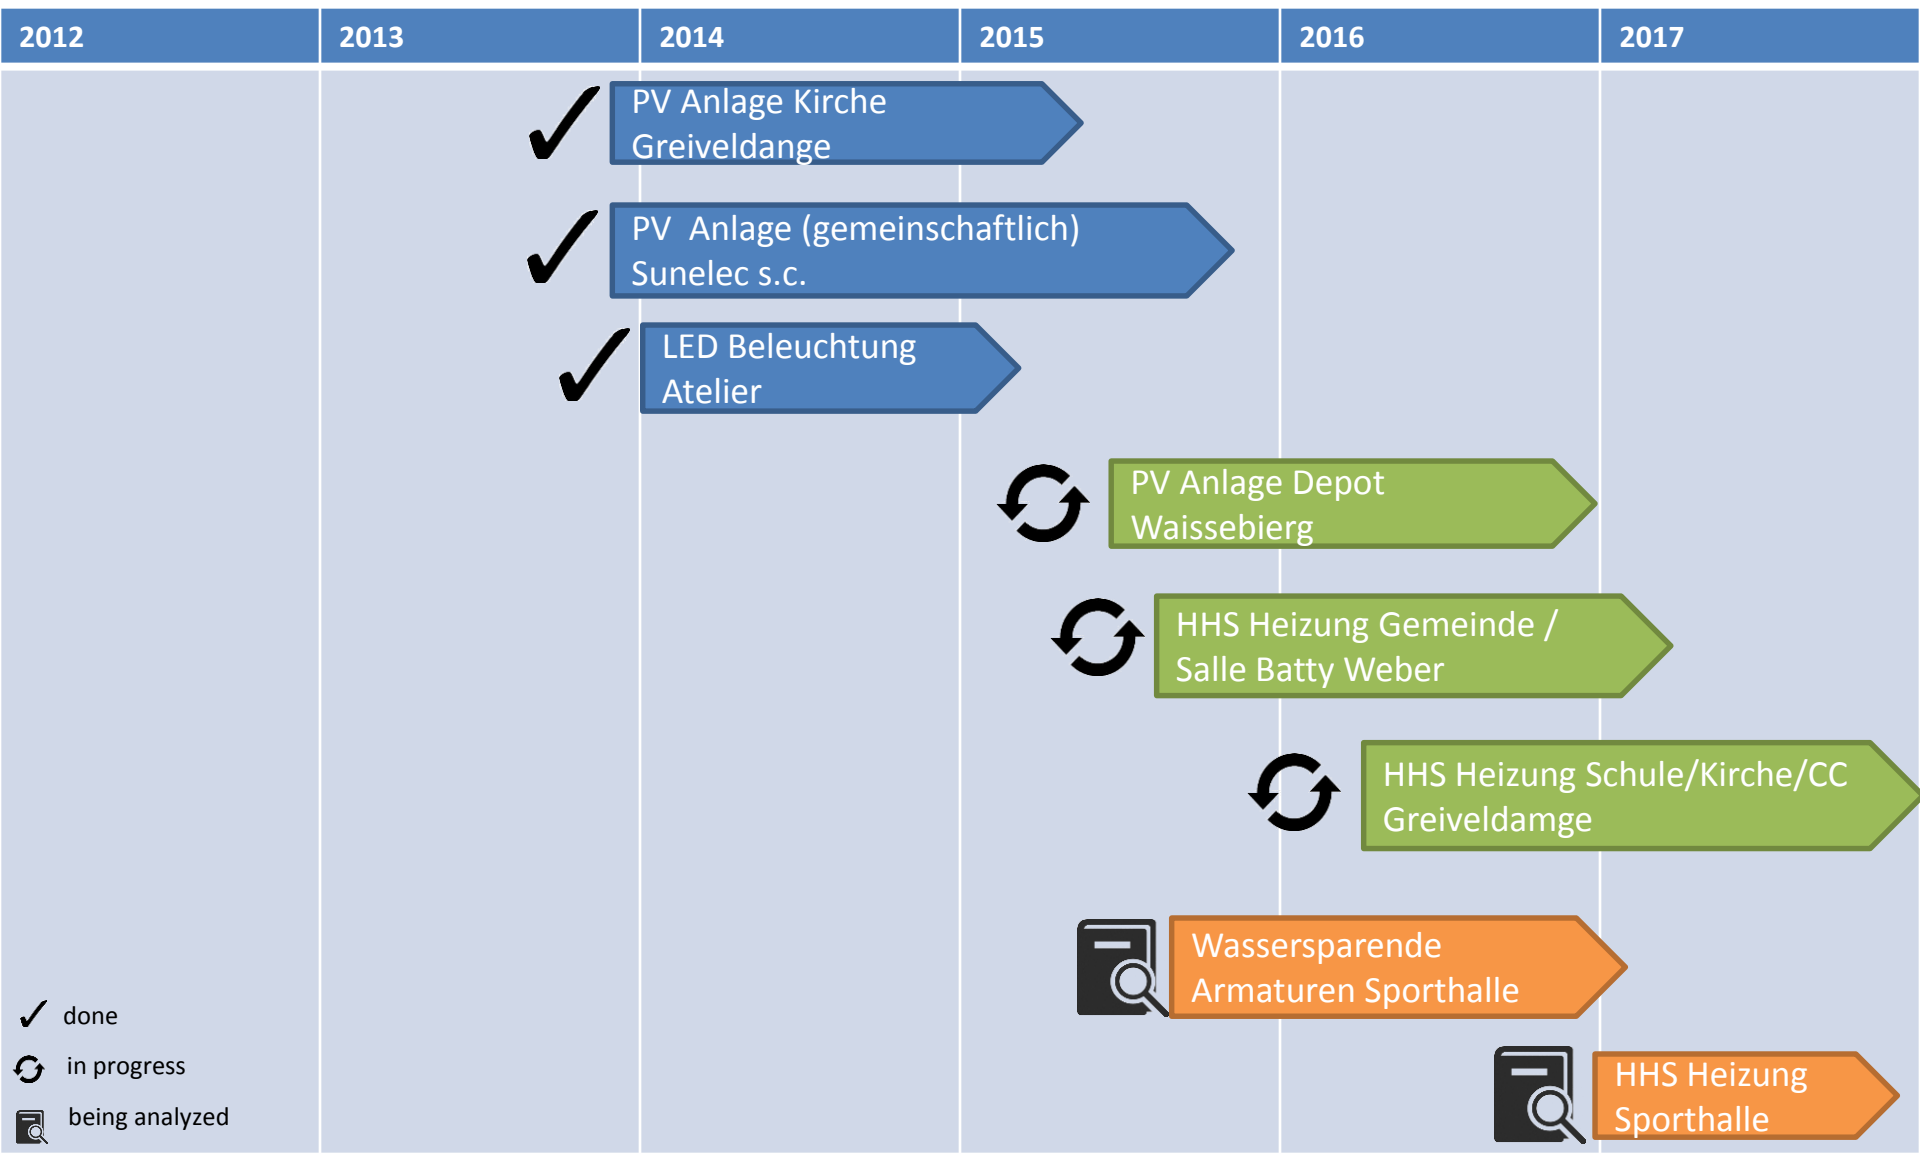 2012 2013 2014 2015 2016 2017
PV Anlage Kirche
Greiveldange
PV  Anlage (gemeinschaftlich)
Sunelec s.c.
LED Beleuchtung
Atelier
PV Anlage Depot
Waissebierg
HHS Heizung Gemeinde /
Salle Batty Weber
HHS Heizung Schule/Kirche/CC
Greiveldamge
Wassersparende
Armaturen Sporthalle
HHS Heizung
Sporthalle
done
in progress
being analyzed